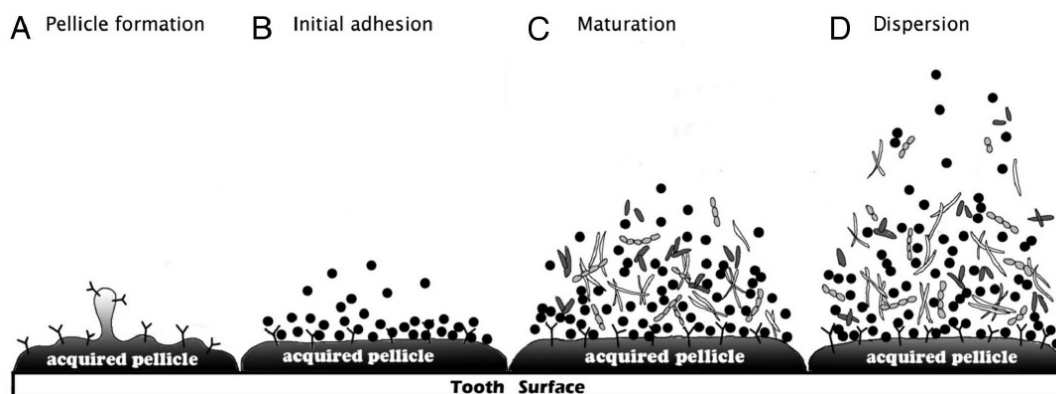 A Pellicle formation
B Initial adhesion
C Maturation
D Dispersion
acquired pellicle
acquired pellicle
acquired pellicle
acquired pellicle
Tooth Surface